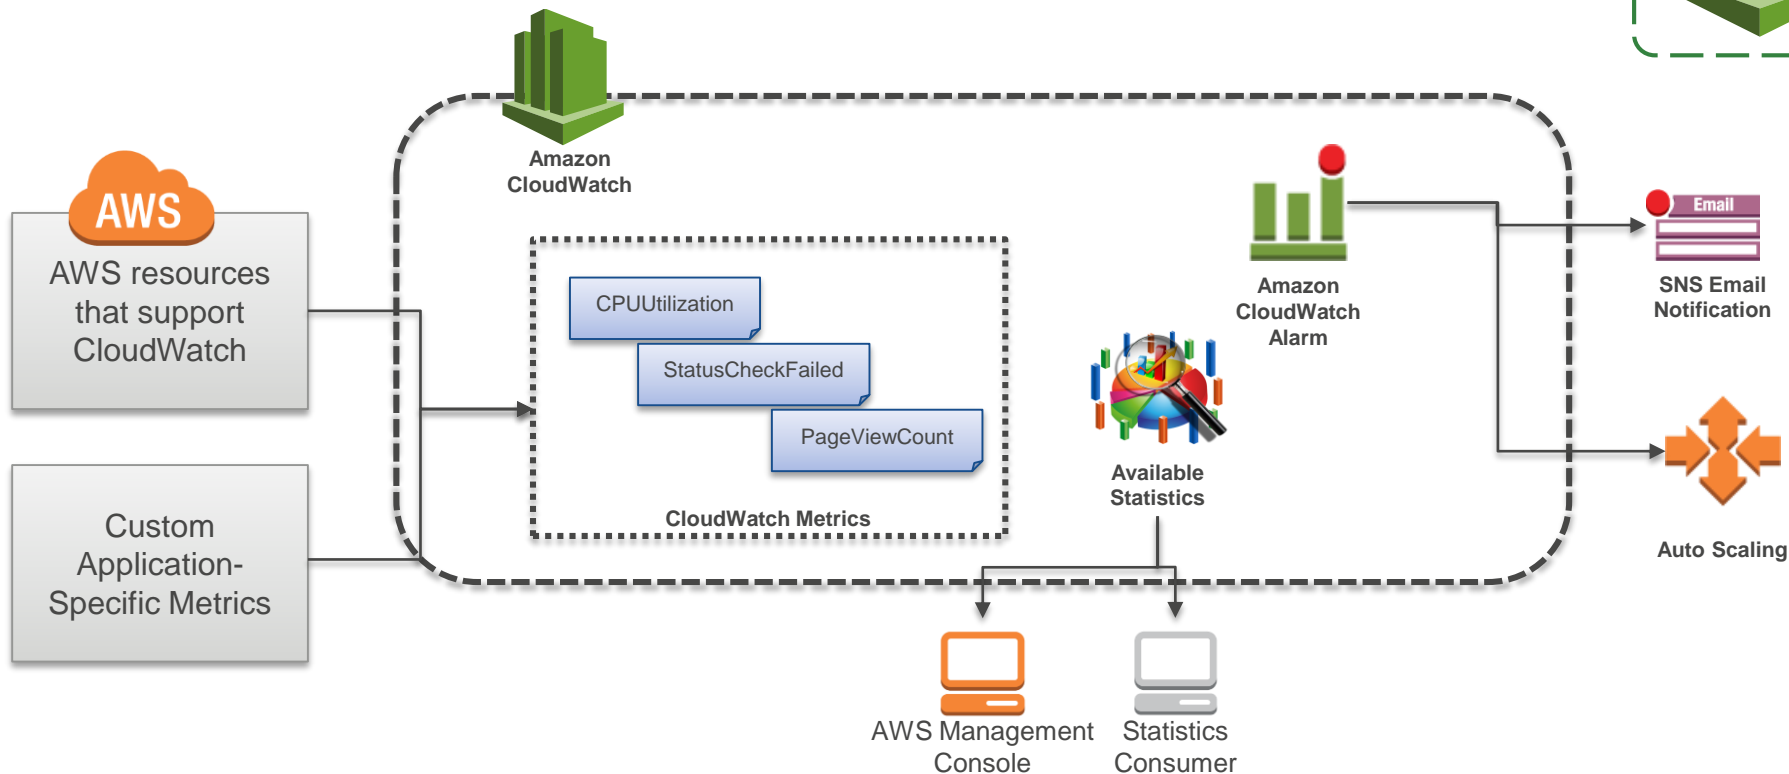 Amazon
CloudWatch
AWS
AWS resources
that support
CloudWatch
Custom
Application-
Specific Metrics
CPUUtilization
StatusCheckFailed
PageViewCount
CloudWatch Metrics
Available
Statistics
Amazon
CloudWatch
Alarm
Email
SNS Email
Notification
Auto Scaling
AWS Management
Console
Statistics
Consumer